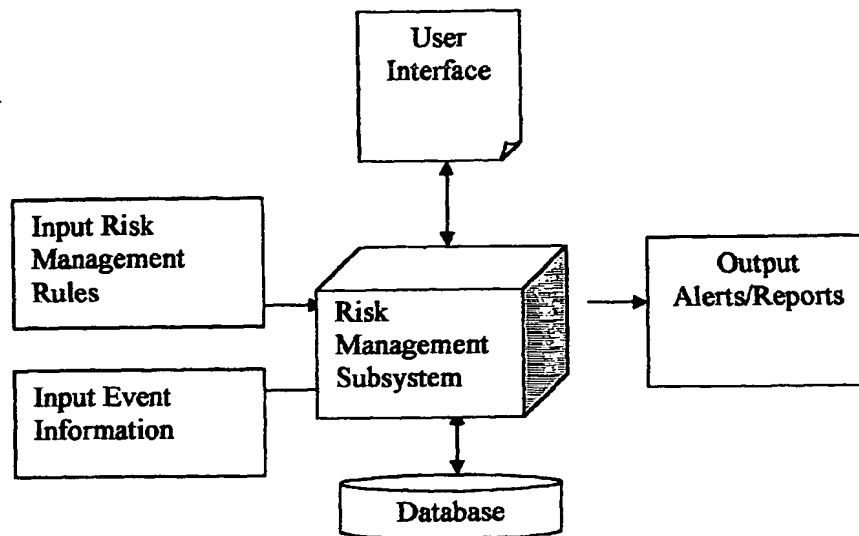 User
Interface
Input Risk
Management
Rules
Risk
Management
Subsystem
Output
Alerts/Reports
Input Event
Information
Database